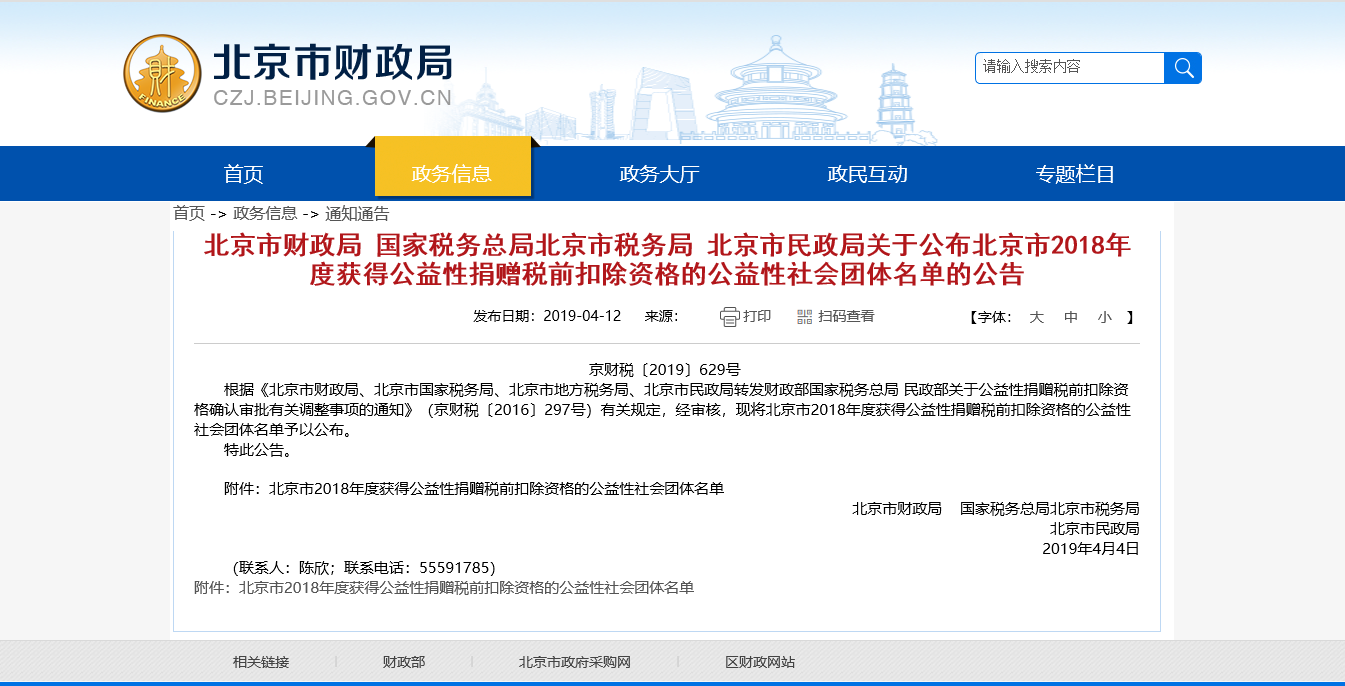 北京市财政局
CZJ.BEIJING.GOV.CN
財
FINANCE
请输入搜索内容
首页 政务信息 政务大厅 政民互动 专题栏目
首页 -> 政务信息 -> 通知通告
北京市财政局 国家税务总局北京市税务局 北京市民政局关于公布北京市2018年
度获得公益性捐赠税前扣除资格的公益性社会团体名单的公告
发布日期：2019-04-12 来源： 打印 扫码查看 【字体： 大 中 小 】
京财税〔2019〕629号
根据《北京市财政局、北京市国家税务局、北京市地方税务局、北京市民政局转发财政部国家税务总局 民政部关于公益性捐赠税前扣除资
格确认审批有关调整事项的通知》（京财税〔2016〕297号）有关规定，经审核，现将北京市2018年度获得公益性捐赠税前扣除资格的公益性
社会团体名单予以公布。
特此公告。
附件：北京市2018年度获得公益性捐赠税前扣除资格的公益性社会团体名单
北京市财政局 国家税务总局北京市税务局
北京市民政局
2019年4月4日
（联系人：陈欣；联系电话：55591785）
附件：北京市2018年度获得公益性捐赠税前扣除资格的公益性社会团体名单
相关链接 财政部 北京市政府采购网 区财政网站